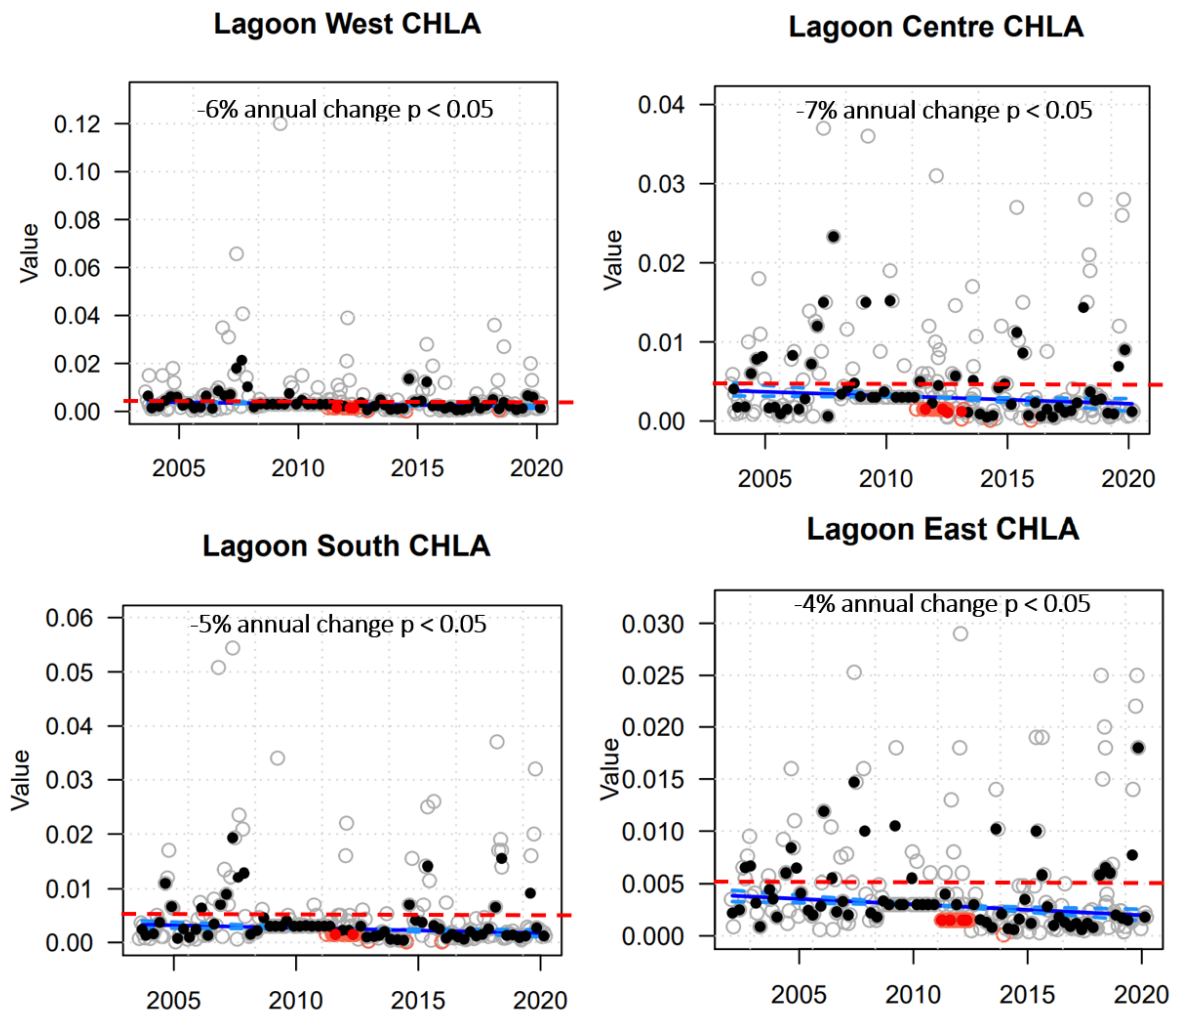 Lagoon West CHLA
-6% annual change p < 0.05
Value
0.12
0.10
0.08
0.06
0.04
0.02
0.00
2005 2010 2015 2020
Lagoon Centre CHLA
-7% annual change p < 0.05
Value
0.04
0.03
0.02
0.01
0.00
2005 2010 2015 2020
Lagoon South CHLA
-5% annual change p < 0.05
Value
0.06
0.05
0.04
0.03
0.02
0.01
0.00
2005 2010 2015 2020
Lagoon East CHLA
-4% annual change p < 0.05
Value
0.030
0.025
0.020
0.015
0.010
0.005
0.000
2005 2010 2015 2020